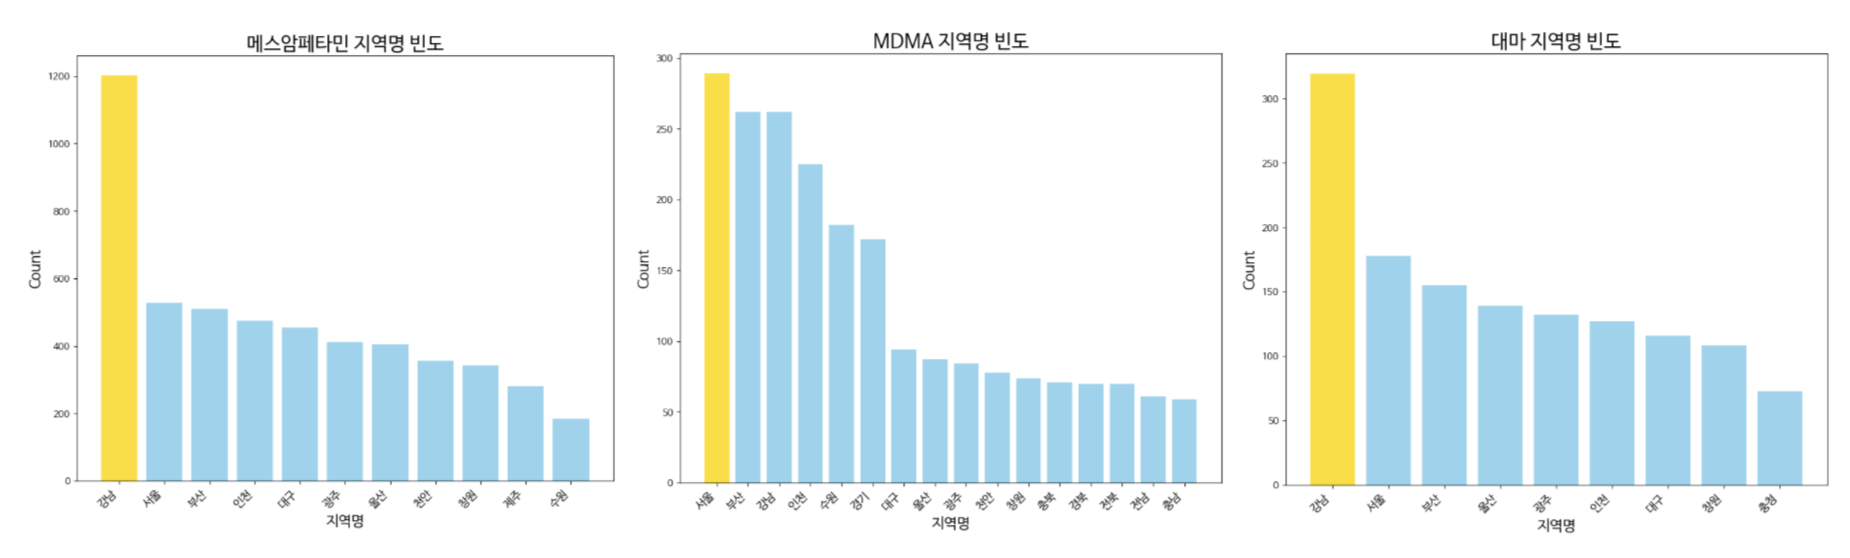 메스암페타민 지역명 빈도
1200
1000
800
600
400
200
0
Count
강남 서울 부산 인천 대구 광주 울산 천안 창원 제주 수원
지역명
MDMA 지역명 빈도
300
250
200
150
100
50
0
Count
서울 부산 강남 인천 수원 경기 대구 울산 광주 천안 창원 충북 경북 전북 전남 충남
지역명
대마 지역명 빈도
300
250
200
150
100
50
0
Count
강남 서울 부산 울산 광주 인천 대구 창원 충청
지역명